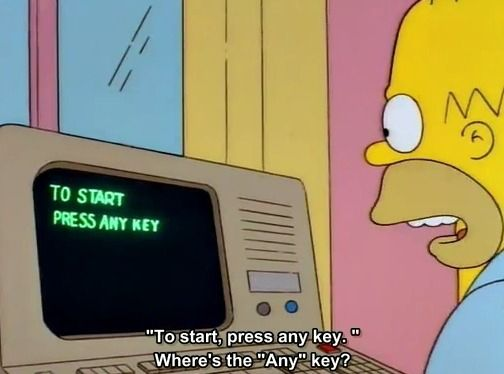 TO START
PRESS ANY KEY
"To start, press any key. "
Where's the "Any" key?